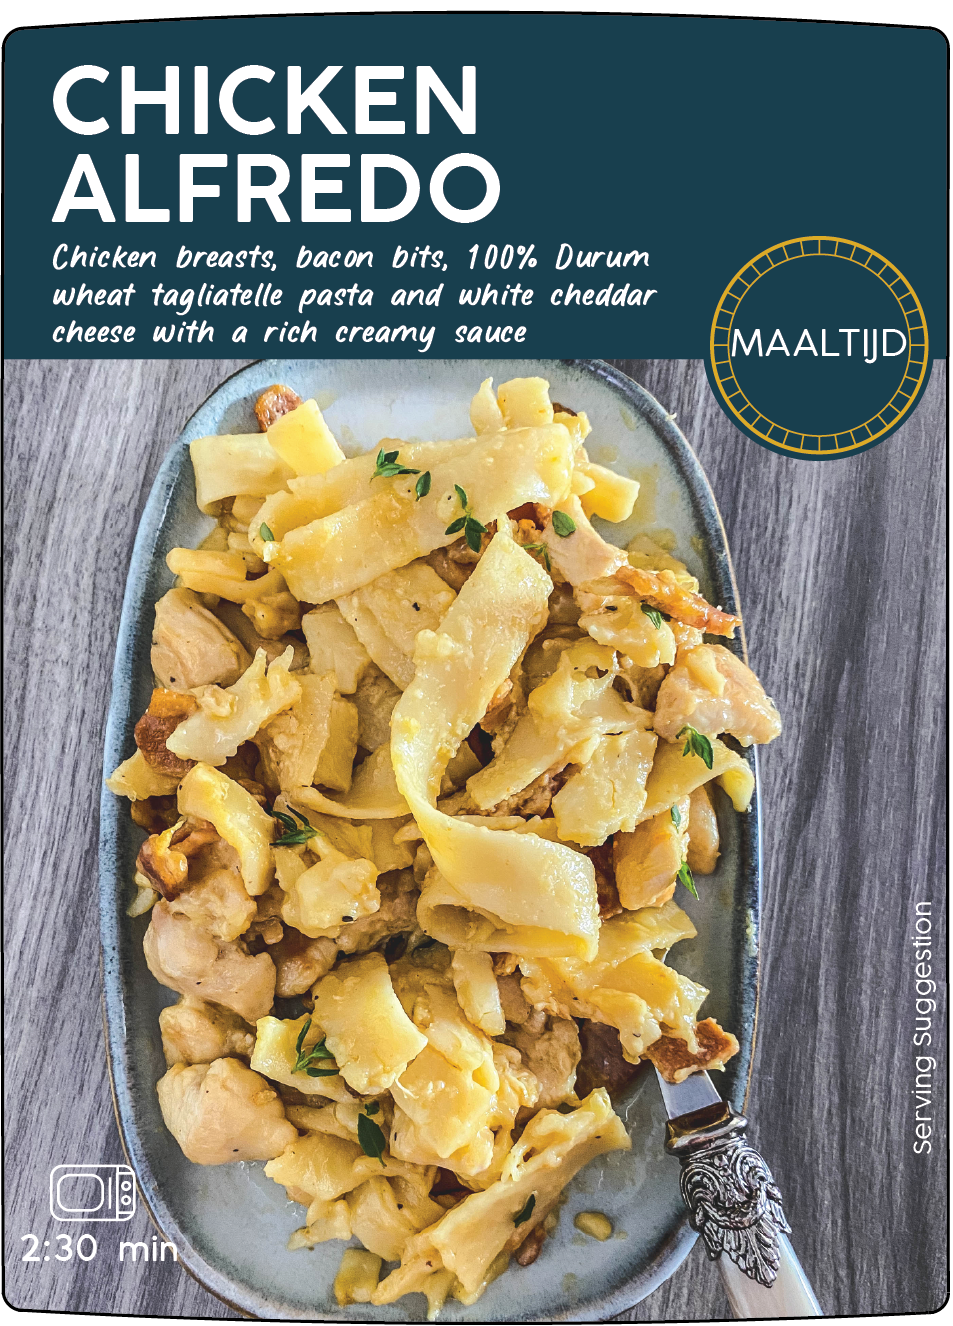 CHICKEN
ALFREDO
Chicken breasts, bacon bits, 100% Durum
wheat tagliatelle pasta and white cheddar
cheese with a rich creamy sauce
MAALTIJD
Serving Suggestion
2:30 min